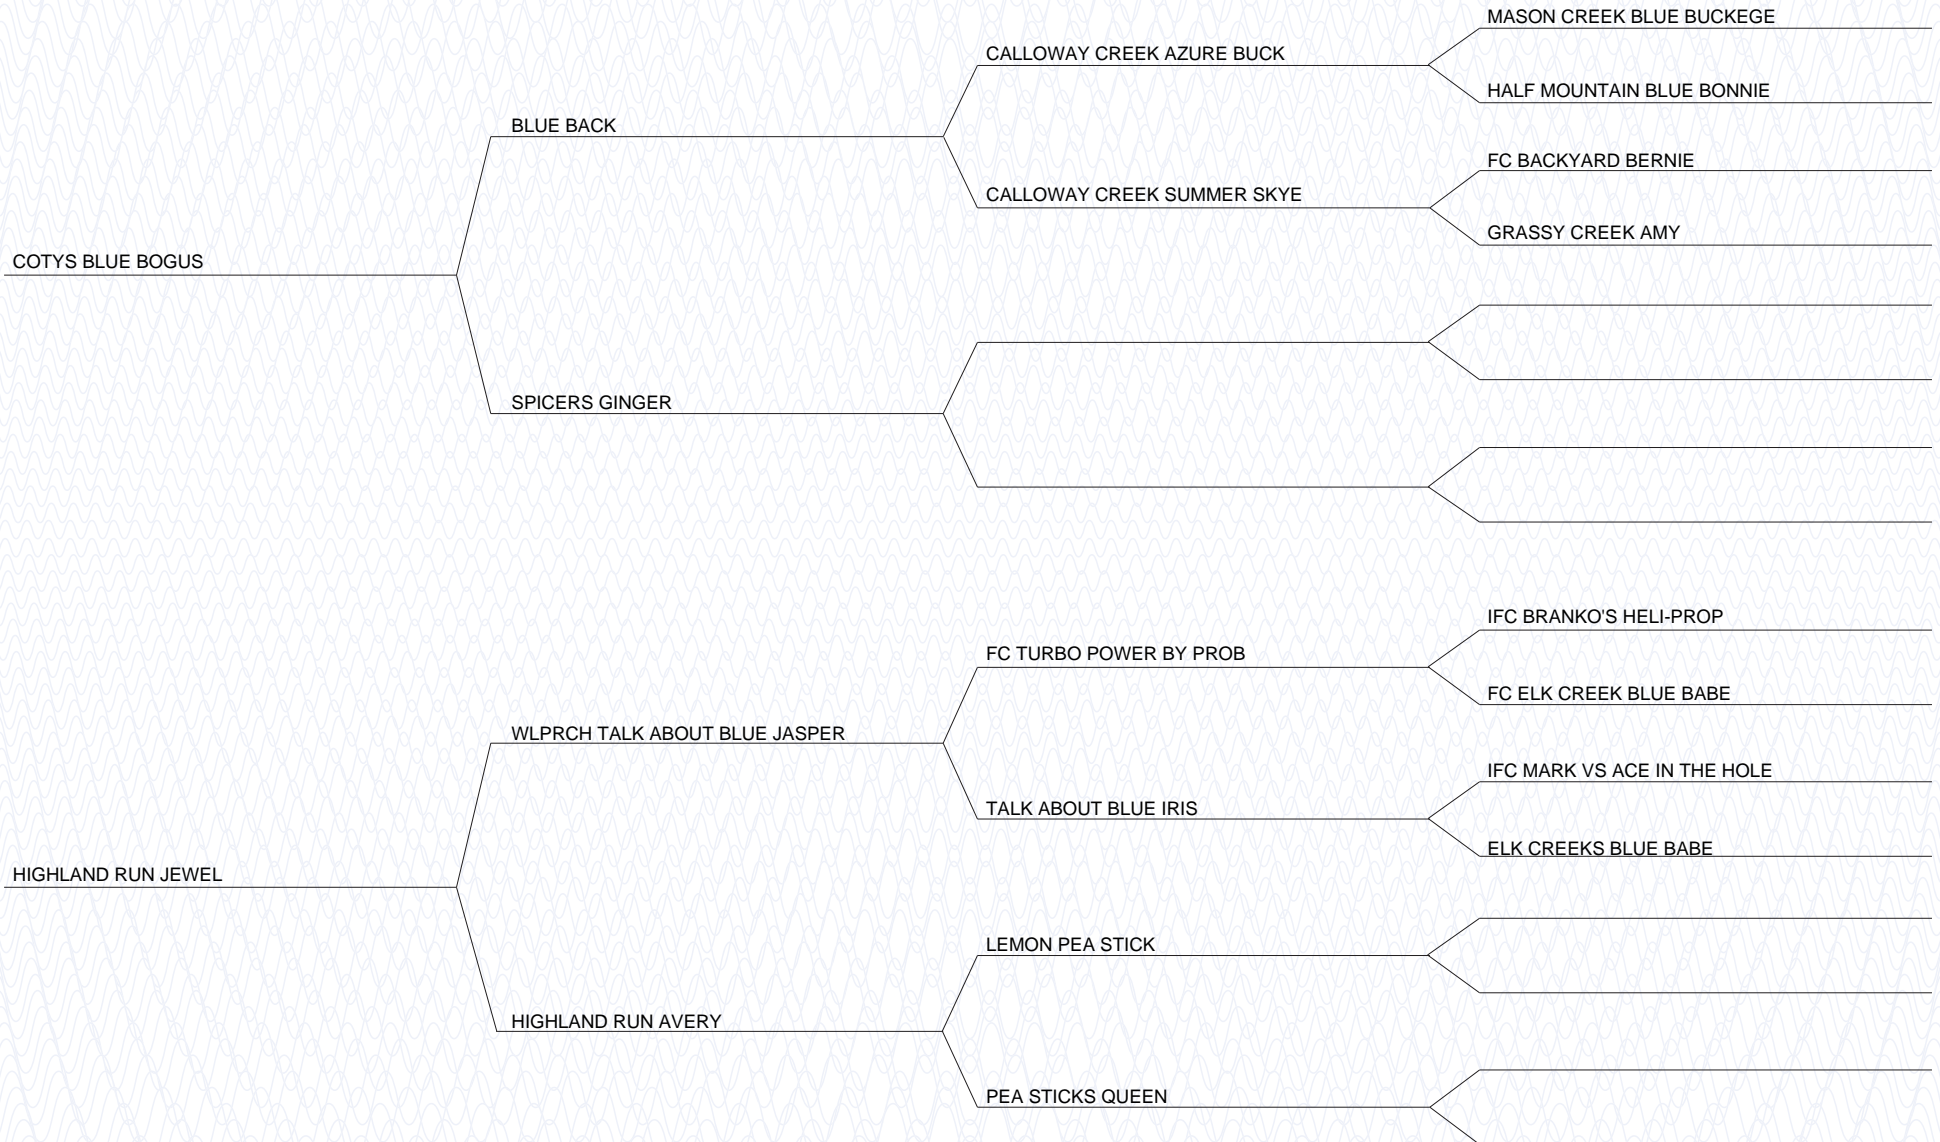 MASON CREEK BLUE BUCKEGE
CALLOWAY CREEK AZURE BUCK
HALF MOUNTAIN BLUE BONNIE
BLUE BACK
FC BACKYARD BERNIE
CALLOWAY CREEK SUMMER SKYE
GRASSY CREEK AMY
COTYS BLUE BOGUS
SPICERS GINGER
IFC BRANKO'S HELI-PROP
FC TURBO POWER BY PROB
FC ELK CREEK BLUE BABE
WLPRCH TALK ABOUT BLUE JASPER
IFC MARK VS ACE IN THE HOLE
TALK ABOUT BLUE IRIS
ELK CREEKS BLUE BABE
HIGHLAND RUN JEWEL
LEMON PEA STICK
HIGHLAND RUN AVERY
PEA STICKS QUEEN